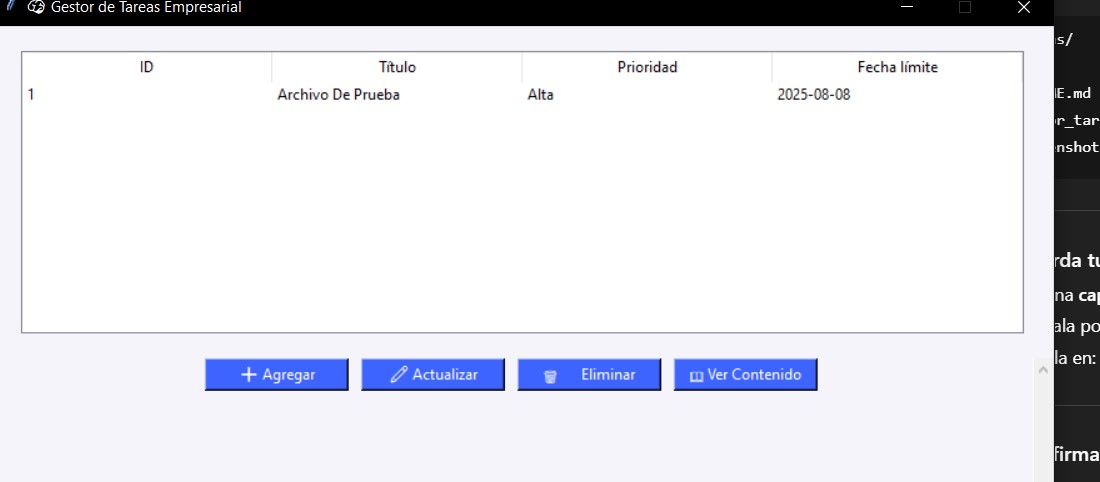 Gestor de Tareas Empresarial
ID Título Prioridad Fecha límite
1 Archivo De Prueba Alta 2025-08-08
Agregar Actualizar Eliminar Ver Contenido
s/
E.md
r_tar
nshot
rda tu
na cap
ala po
la en:
firma